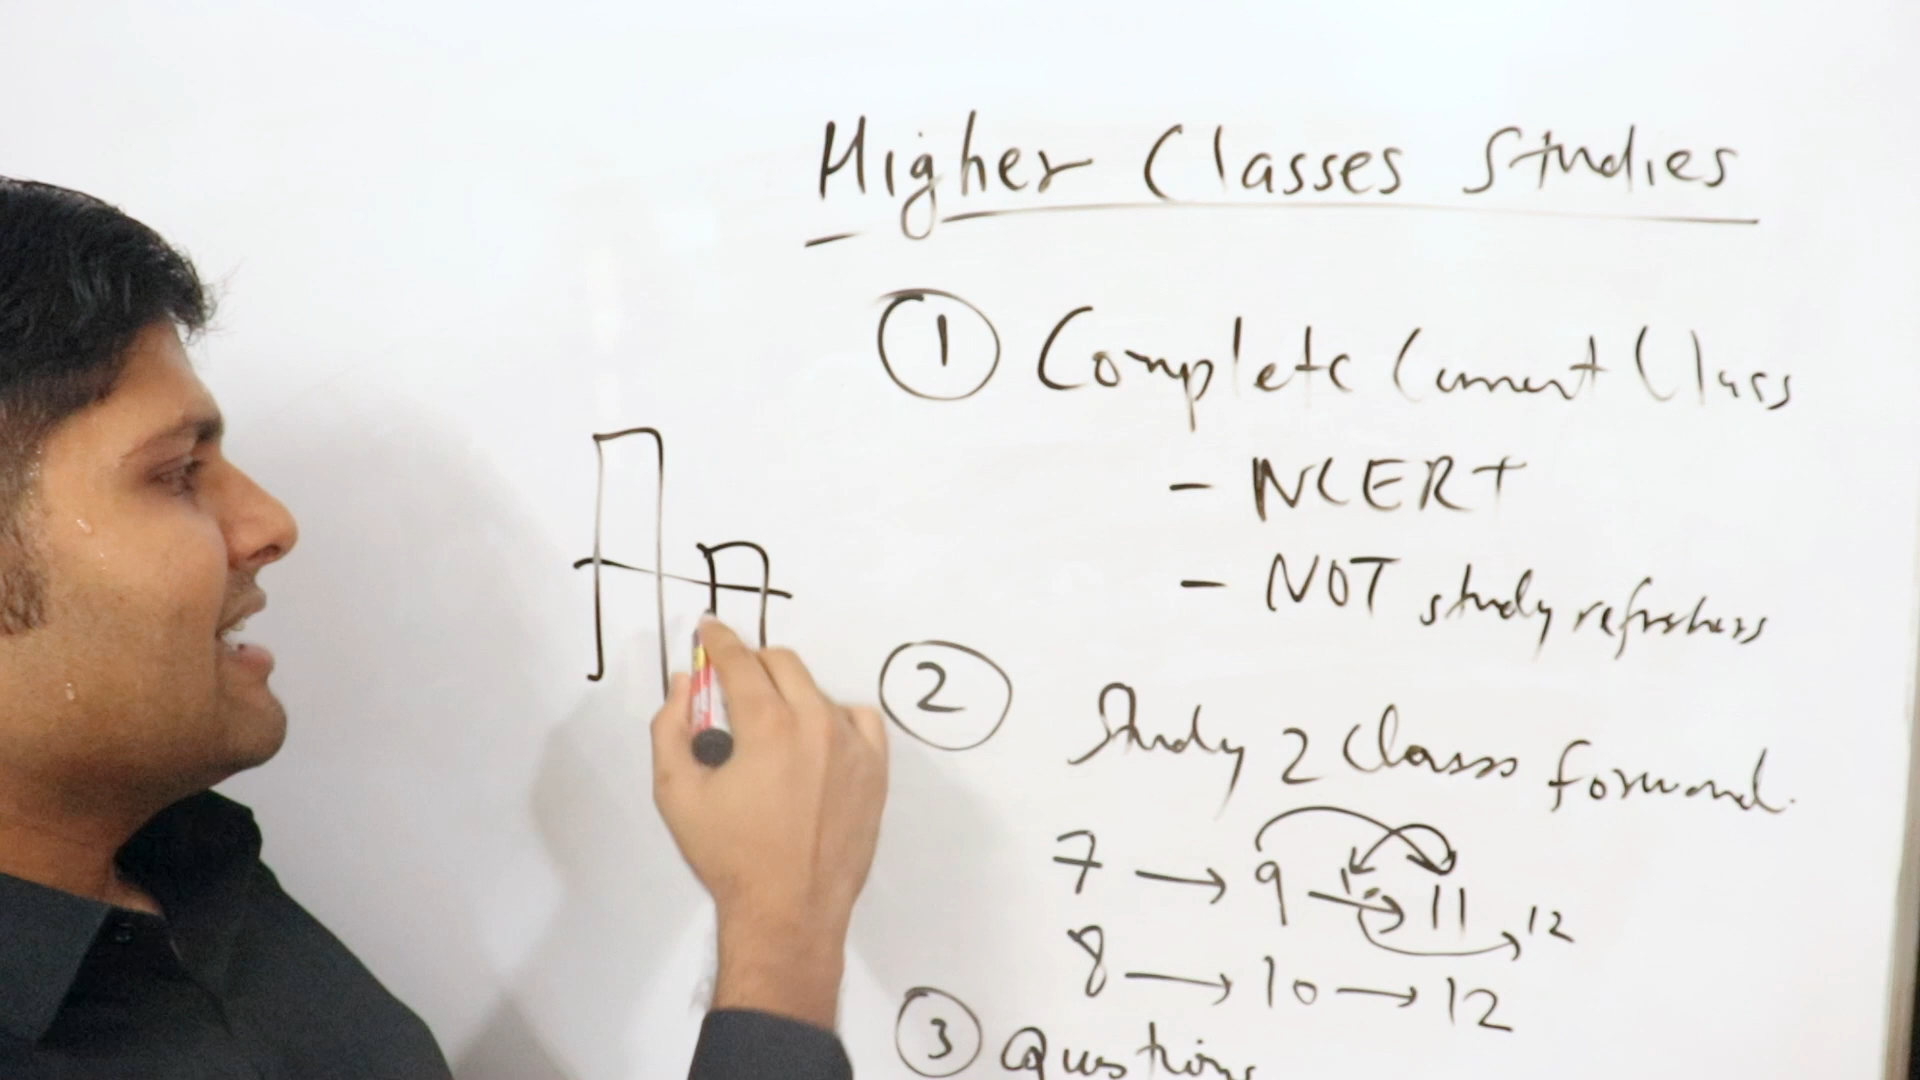 Higher Classes Studies
① Complete Current Class
- NCERT
- NOT study refreshers
② Study 2 Classes forward.
7 → 9 → 11
12
8 → 10 → 12
③ Questions